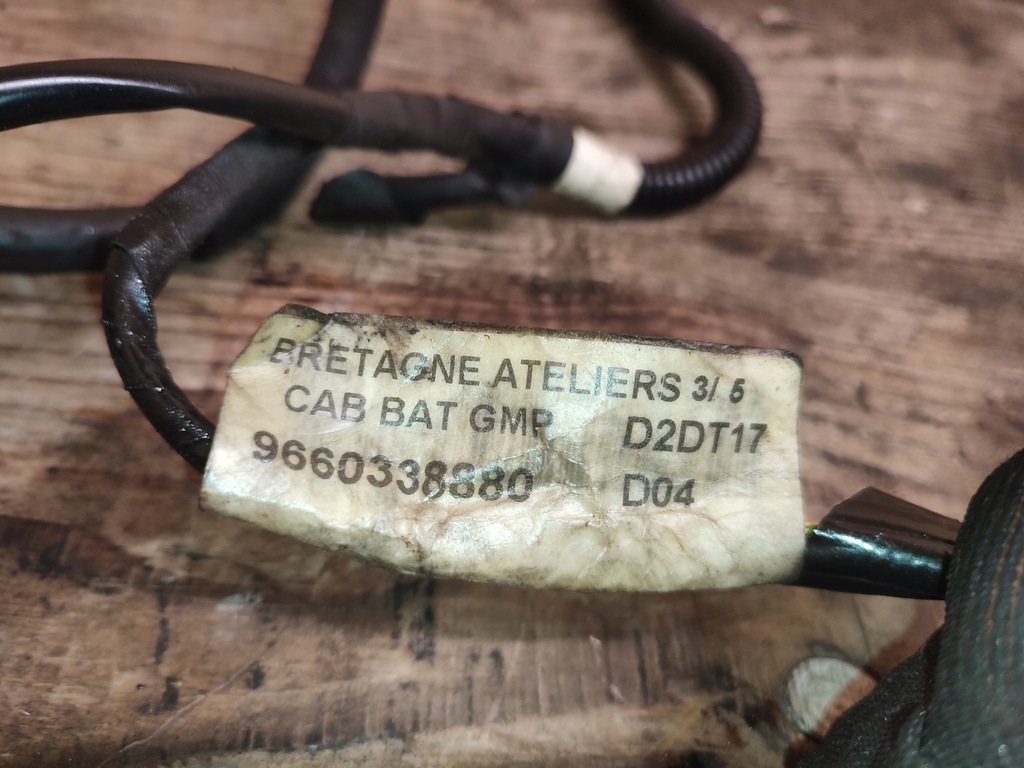 BRETAGNE ATELIERS 3/ 5
CAB BAT GMP D2DT17
9660338880 D04